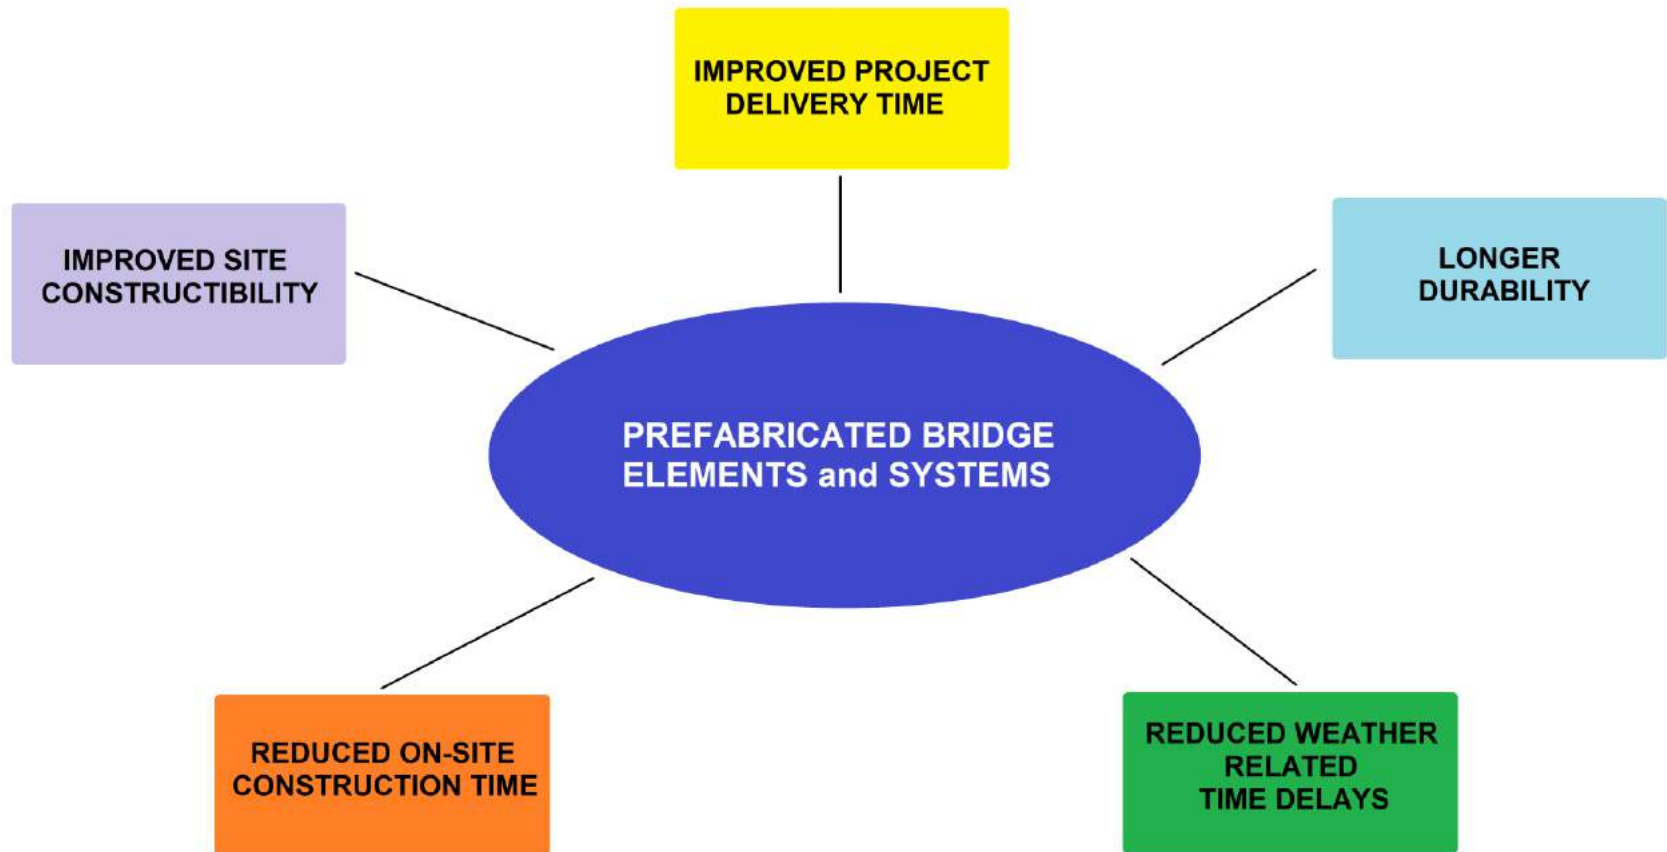 IMPROVED PROJECT
DELIVERY TIME
IMPROVED SITE
CONSTRUCTIBILITY
LONGER
DURABILITY
PREFABRICATED BRIDGE
ELEMENTS and SYSTEMS
REDUCED ON-SITE
CONSTRUCTION TIME
REDUCED WEATHER
RELATED
TIME DELAYS